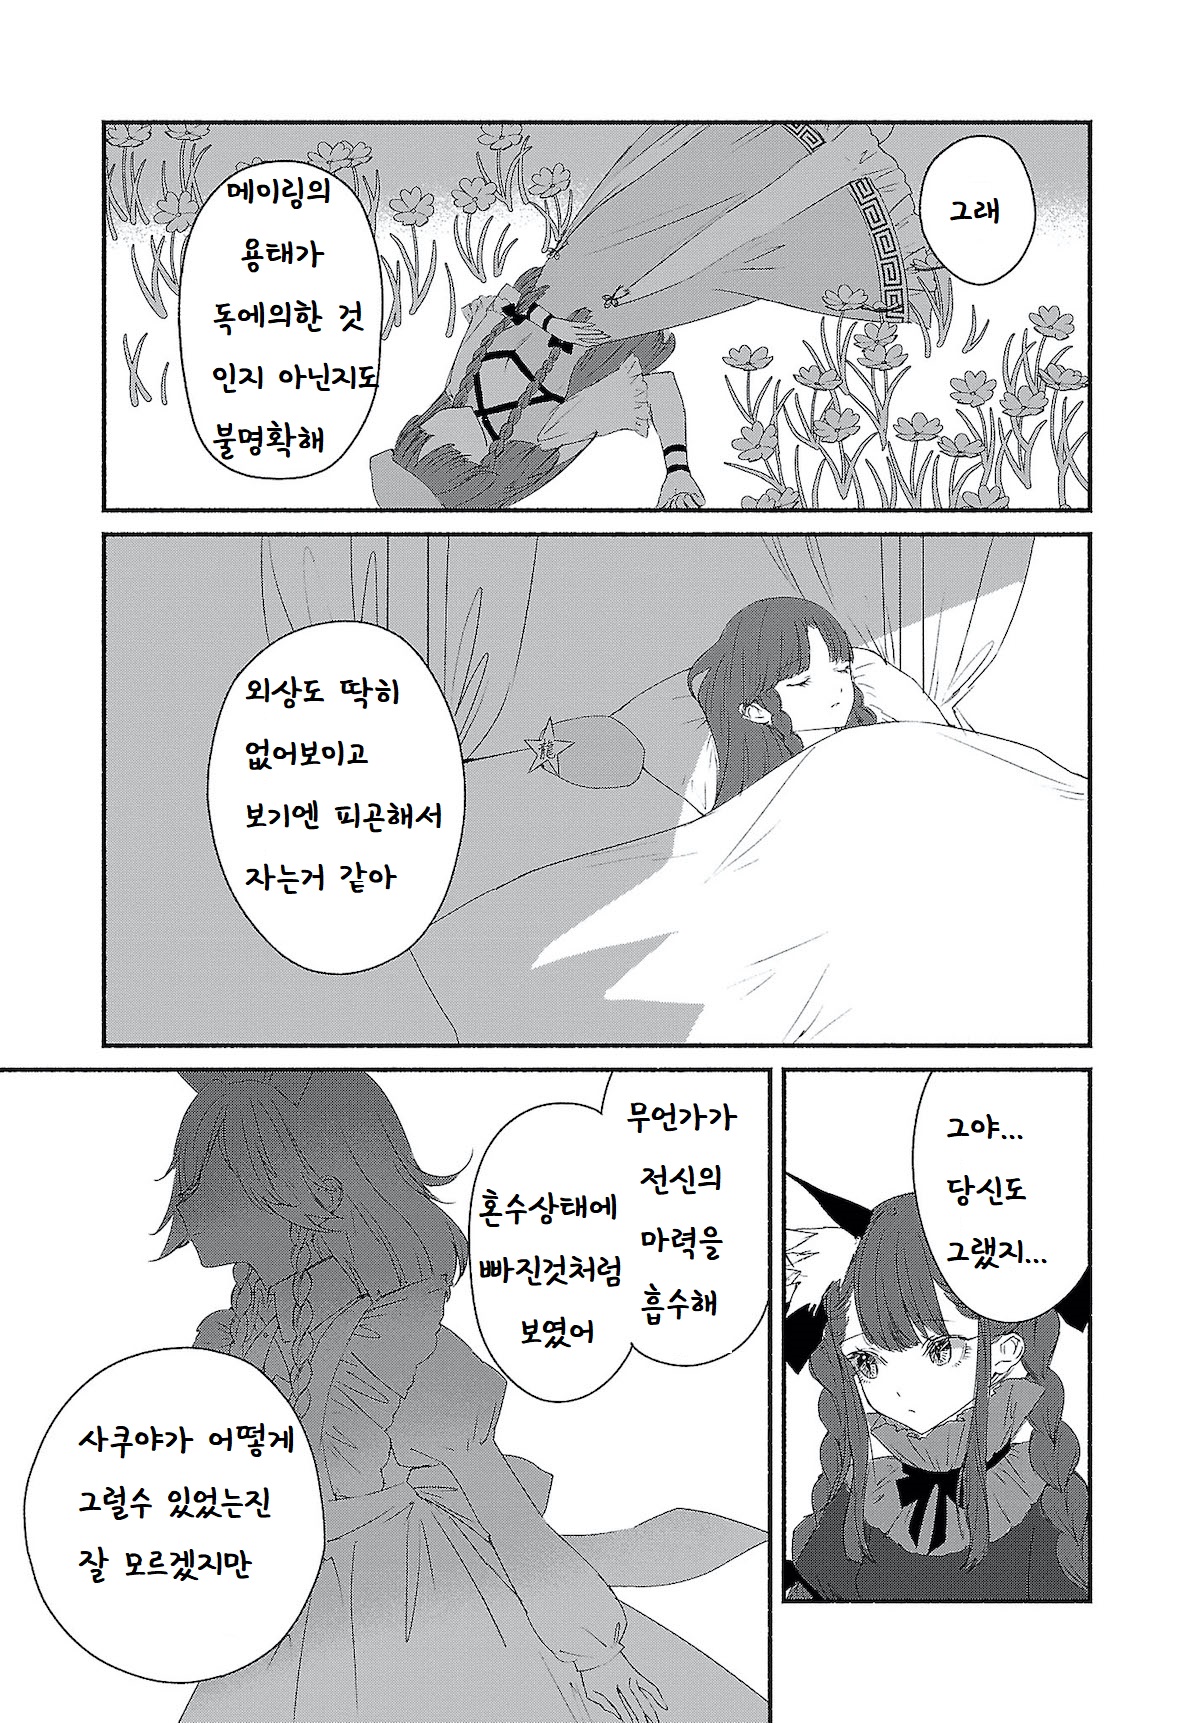 그래
메이링의
용태가
독에의한 것
인지 아닌지도
불명확해
외상도 딱히
없어보이고
보기엔 피곤해서
자는거 같아
龍
그야...
당신도
그랬지...
무언가가
전신의
마력을
흡수해
혼수상태에
빠진것처럼
보였어
사쿠야가 어떻게
그럴수 있었는진
잘 모르겠지만